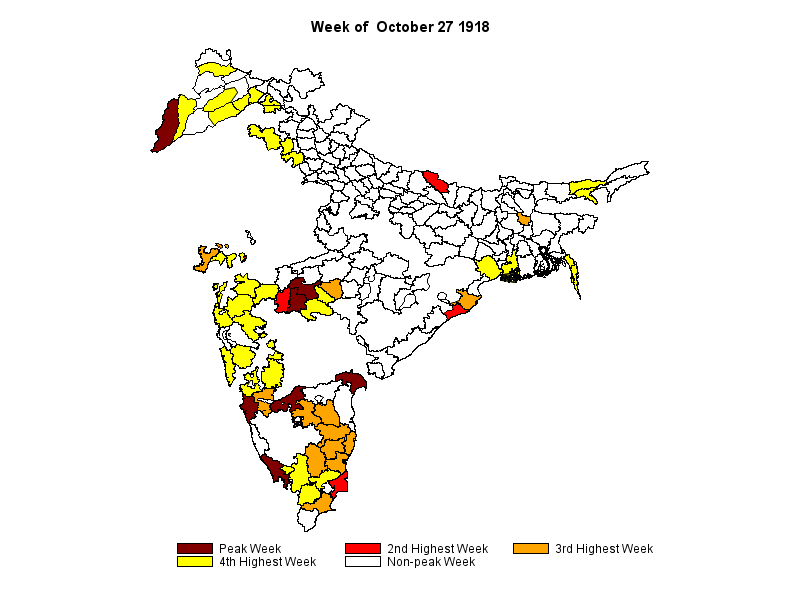 Week of October 27 1918
Peak Week 2nd Highest Week 3rd Highest Week
4th Highest Week Non-peak Week